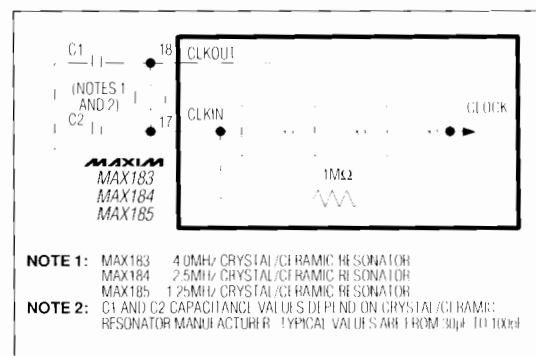 C1
18
CLKOUT
(NOTES 1
AND 2)
CLOCK
C2
17
CLKIN
MAXIM
MAX183
MAX184
MAX185
1MΩ
NOTE 1: MAX183 4.0MHz CRYSTAL/CERAMIC RESONATOR
MAX184 2.5MHz CRYSTAL/CERAMIC RESONATOR
MAX185 1.25MHz CRYSTAL/CERAMIC RESONATOR
NOTE 2: C1 AND C2 CAPACITANCE VALUES DEPEND ON CRYSTAL/CERAMIC
RESONATOR MANUFACTURER. TYPICAL VALUES ARE FROM 30pF TO 100pF